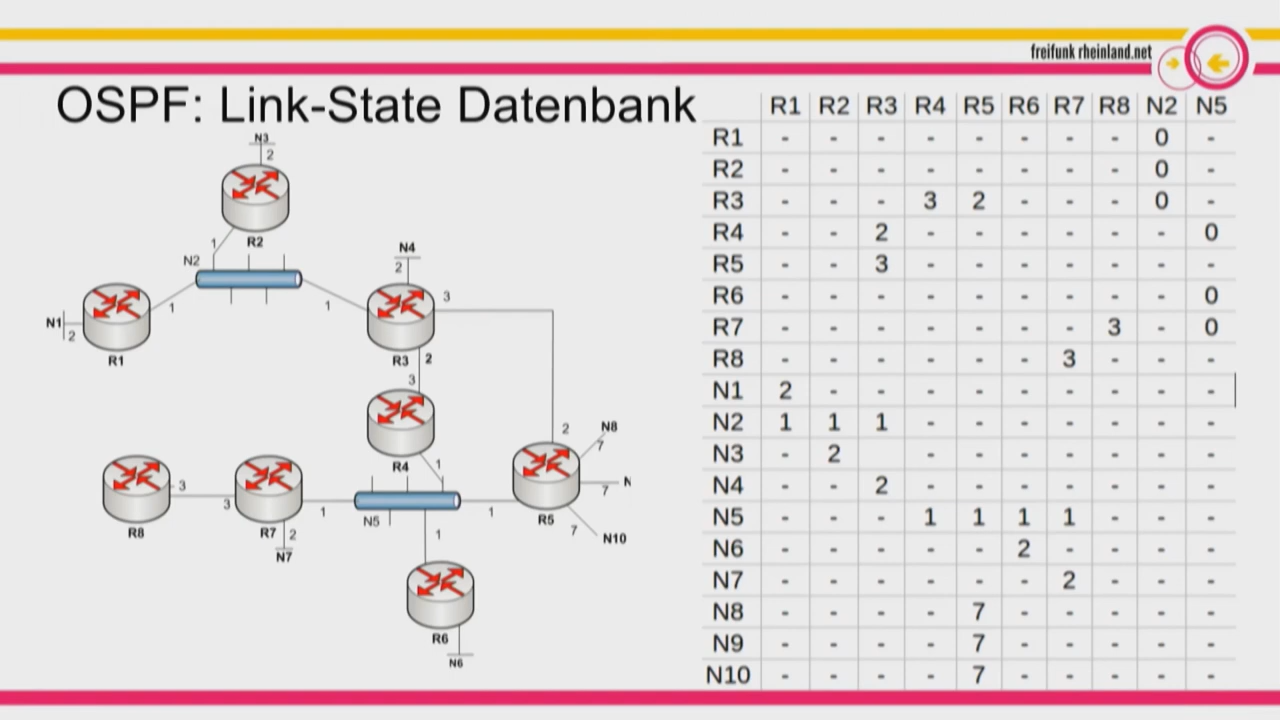 freifunk rheinland.net
OSPF: Link-State Datenbank
N3
2
R2
1
N2
N1
2
R1
1
1
N4
2
3
R3
2
3
R4
1
R8
3
3
R7
2
N7
1
N5
1
R6
N6
1
2
R5
N8
7
N
7
N10
7
R1 R2 R3 R4 R5 R6 R7 R8 N2 N5
R1 - - - - - - - - 0 -
R2 - - - - - - - - 0 -
R3 - - - 3 2 - - - 0 -
R4 - - 2 - - - - - - 0
R5 - - 3 - - - - - - -
R6 - - - - - - - - - 0
R7 - - - - - - - 3 - 0
R8 - - - - - - 3 - - -
N1 2 - - - - - - - - -
N2 1 1 1 - - - - - - -
N3 - 2 - - - - - - - -
N4 - - 2 - - - - - - -
N5 - - - 1 1 1 1 - - -
N6 - - - - - 2 - - - -
N7 - - - - - - 2 - - -
N8 - - - - 7 - - - - -
N9 - - - - 7 - - - - -
N10 - - - - 7 - - - - -